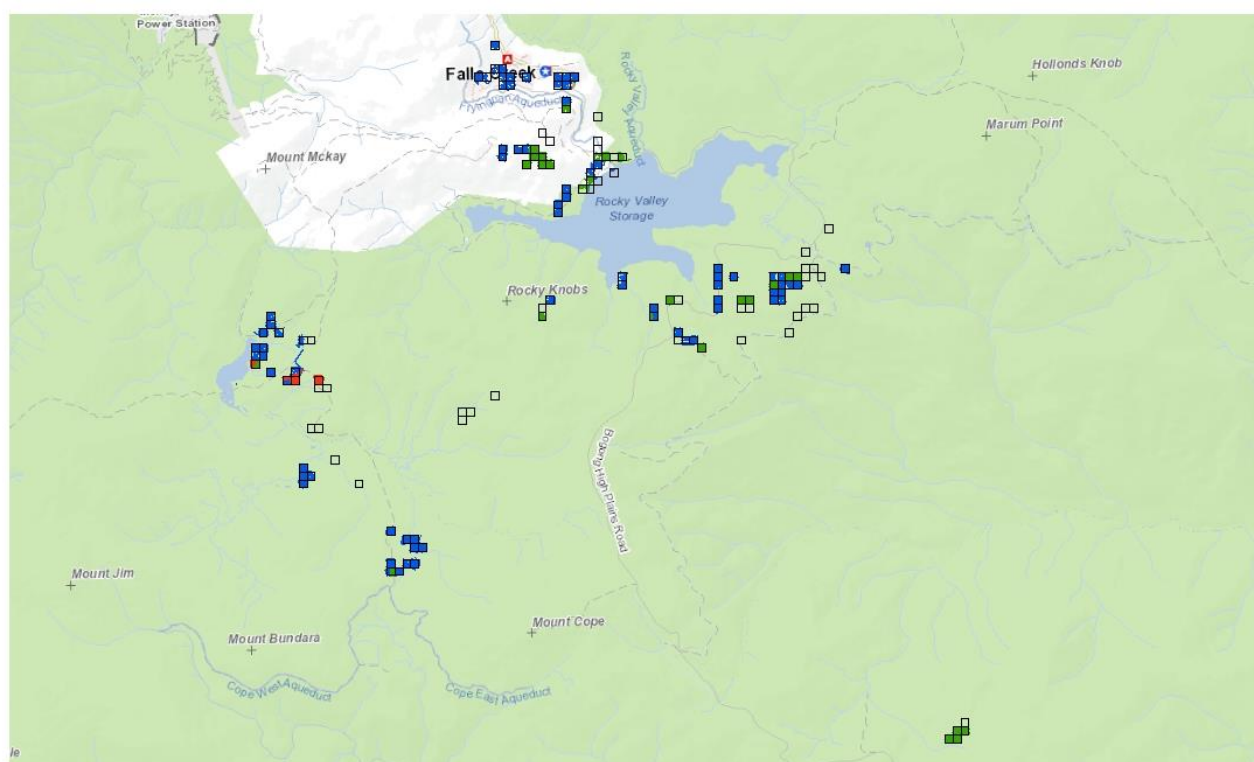 Power Station
Hollonds Knob
Falls Creek
A
Rocky Valley Aqueduct
Marum Point
Mount Mckay
Rocky Valley
Storage
Rocky Knobs
Bogong High Plains Road
Mount Jim
Mount Bundara
Mount Cope
Cope West Aqueduct
Cope East Aqueduct
le